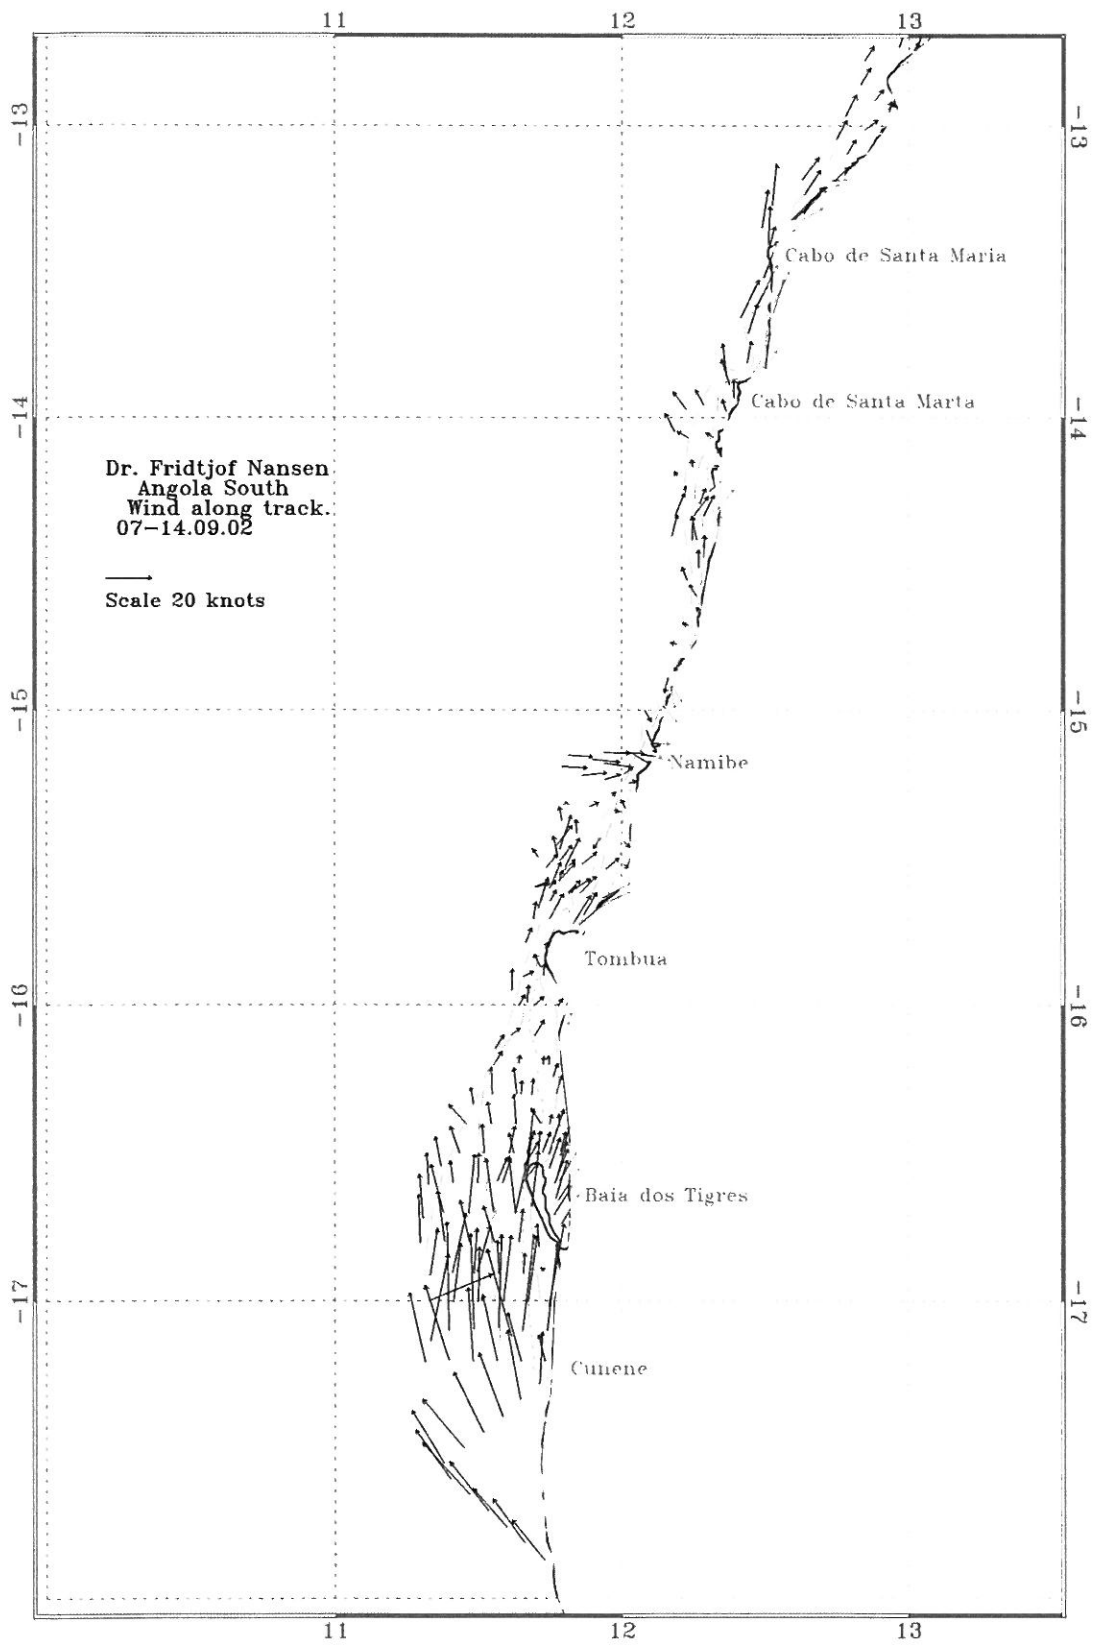 11 12 13
-13 -13
Cabo de Santa Maria
Cabo de Santa Marta
-14 -14
Dr. Fridtjof Nansen
Angola South
Wind along track.
07-14.09.02
Scale 20 knots
-15 -15
Namibe
Tombua
-16 -16
Baia dos Tigres
-17 -17
Cunene
11 12 13